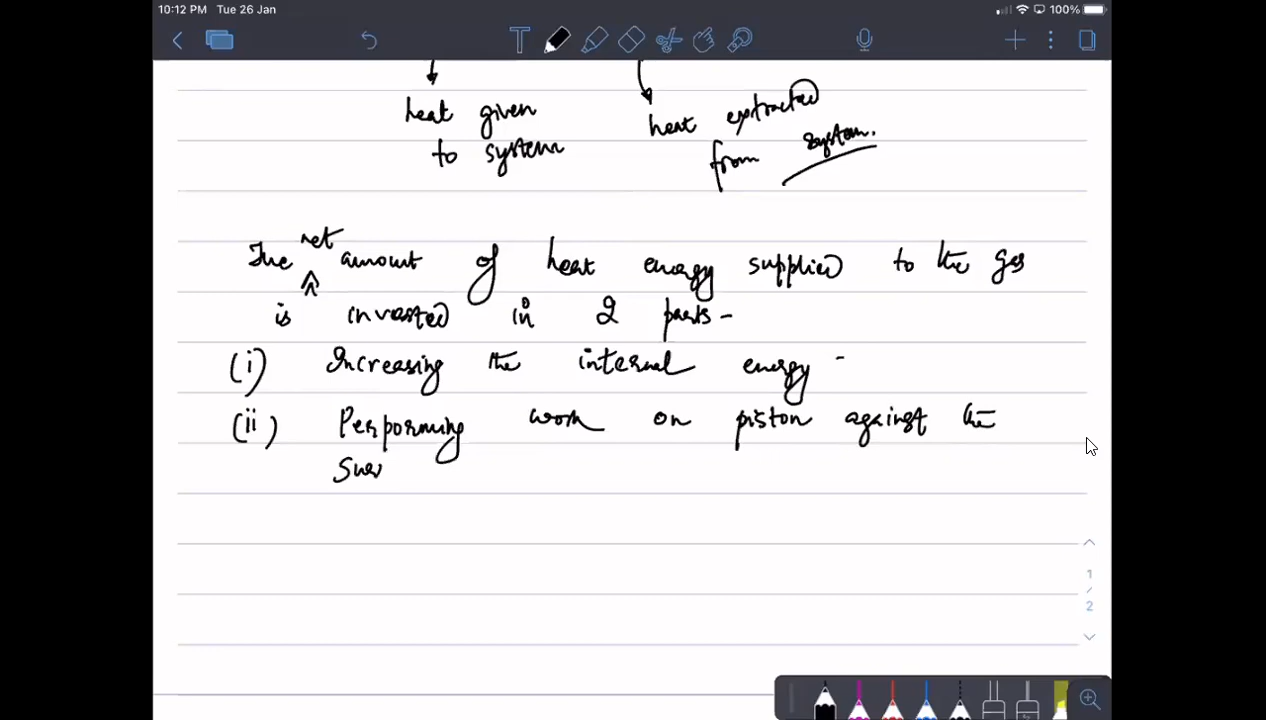 10:12 PM Tue 26 Jan
100%
heat given
to system
heat extracted
from system.
The net amount of heat energy supplied to the gas
is invested in 2 parts -
(i) Increasing the internal energy -
(ii) Performing work on piston against the
Surr
1
/
2